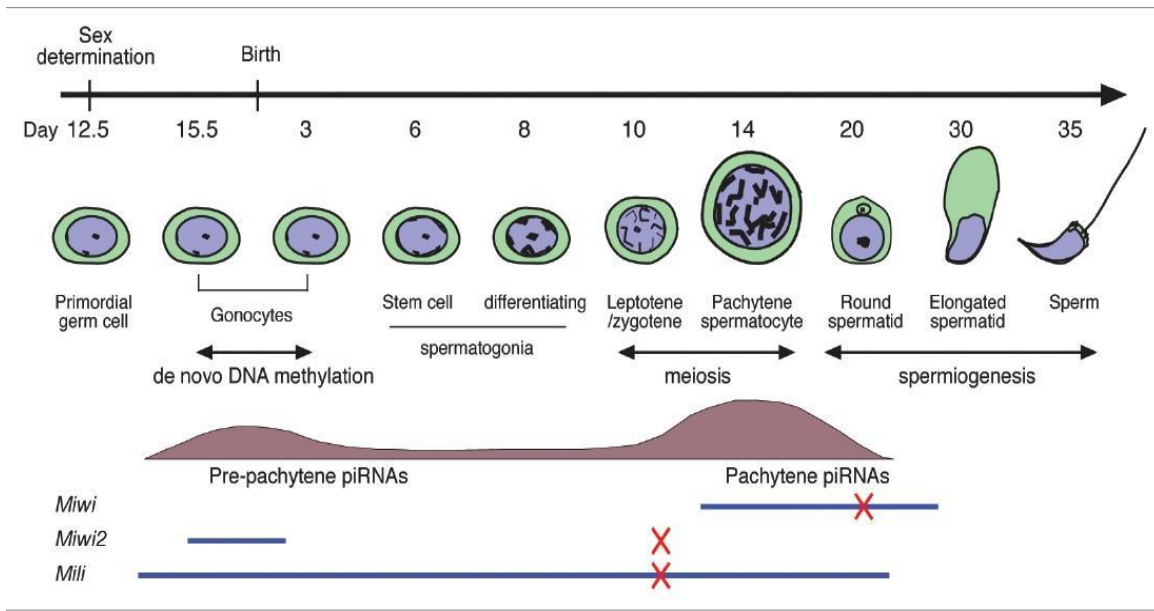 Sex
determination
Birth
Day 12.5 15.5 3 6 8 10 14 20 30 35
Primordial
germ cell
Gonocytes
Stem cell
differentiating
Leptotene
/zygotene
Pachytene
spermatocyte
Round
spermatid
Elongated
spermatid
Sperm
spermatogonia
de novo DNA methylation
meiosis
spermiogenesis
Pre-pachytene piRNAs
Pachytene piRNAs
Miwi
Miwi2
Mili